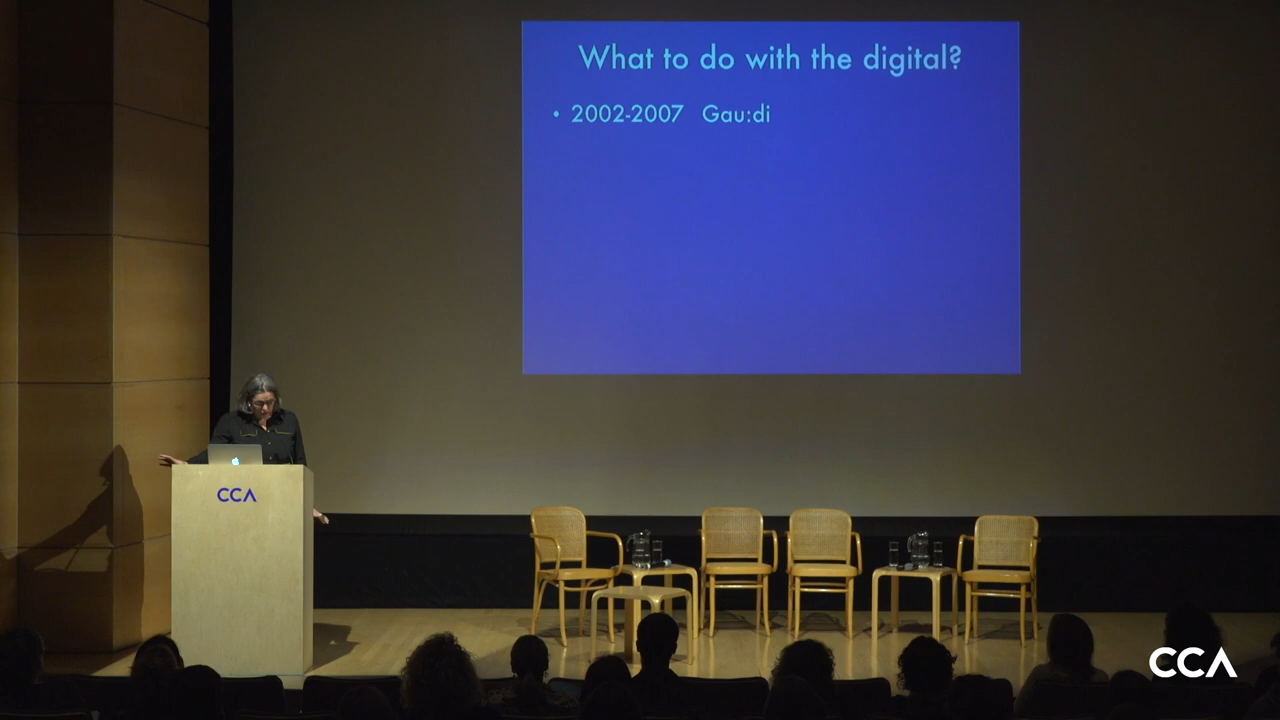 What to do with the digital?
• 2002-2007 Gau:di
CCA
CCA